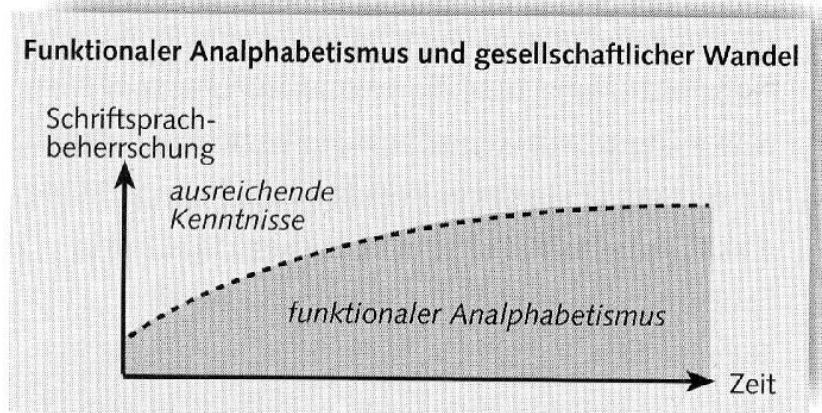 Funktionaler Analphabetismus und gesellschaftlicher Wandel
Schriftsprach-
beherrschung
ausreichende
Kenntnisse
funktionaler Analphabetismus
Zeit